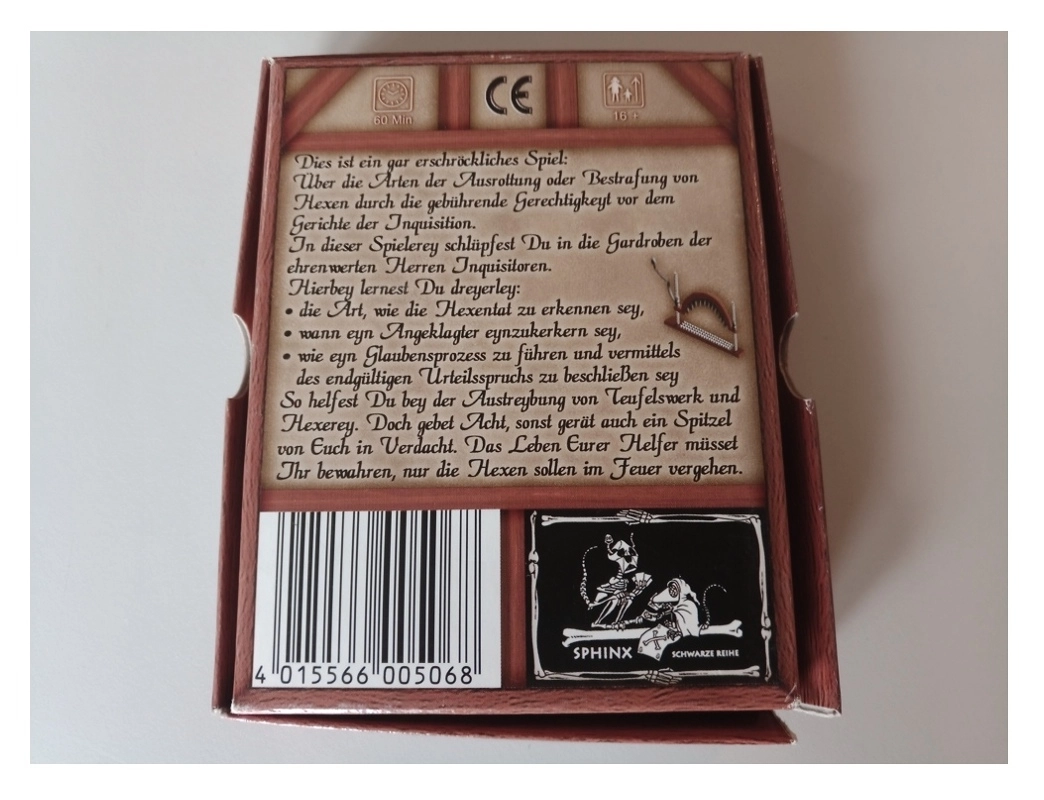 60 Min
CE
16 +
Dies ist ein gar erschröckliches Spiel:
Über die Arten der Ausrottung oder Bestrafung von
Hexen durch die gebührende Gerechtigkeyt vor dem
Gerichte der Inquisition.
In dieser Spielerey schlüpfest Du in die Gardroben der
ehrenwerten Herren Inquisitoren.
Hierbey lernest Du dreyerley:
• die Art, wie die Hexentat zu erkennen sey,
• wann eyn Angeklagter eynzukerkern sey,
• wie eyn Glaubensprozess zu führen und vermittels
des endgültigen Urteilsspruchs zu beschließen sey
So helfest Du bey der Austreybung von Teufelswerk und
Hexerey. Doch gebet Acht, sonst gerät auch ein Spitzel
von Euch in Verdacht. Das Leben Eurer Helfer müsset
Ihr bewahren, nur die Hexen sollen im Feuer vergehen.
4 015566 005068
SPHINX SCHWARZE REIHE